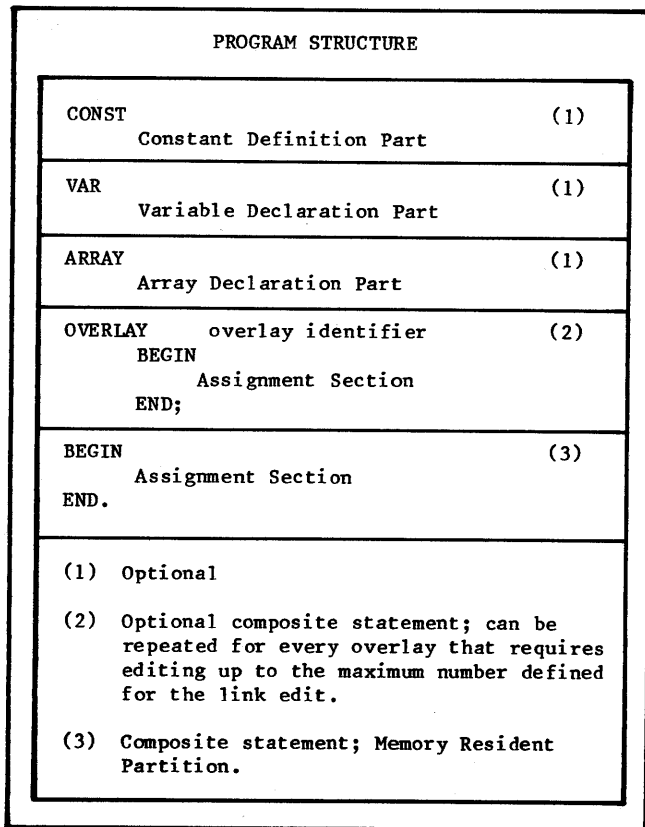 PROGRAM STRUCTURE
CONST (1)
Constant Definition Part
VAR (1)
Variable Declaration Part
ARRAY (1)
Array Declaration Part
OVERLAY overlay identifier (2)
BEGIN
Assignment Section
END;
BEGIN (3)
Assignment Section
END.
(1) Optional
(2) Optional composite statement; can be
repeated for every overlay that requires
editing up to the maximum number defined
for the link edit.
(3) Composite statement; Memory Resident
Partition.